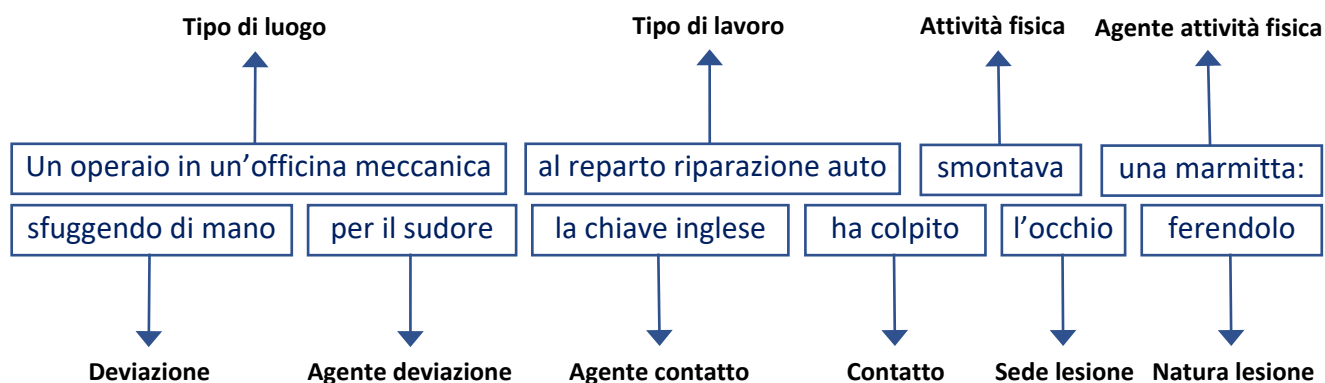 Tipo di luogo Tipo di lavoro Attività fisica Agente attività fisica
Un operaio in un’officina meccanica al reparto riparazione auto smontava una marmitta:
sfuggendo di mano per il sudore la chiave inglese ha colpito l’occhio ferendolo
Deviazione Agente deviazione Agente contatto Contatto Sede lesione Natura lesione